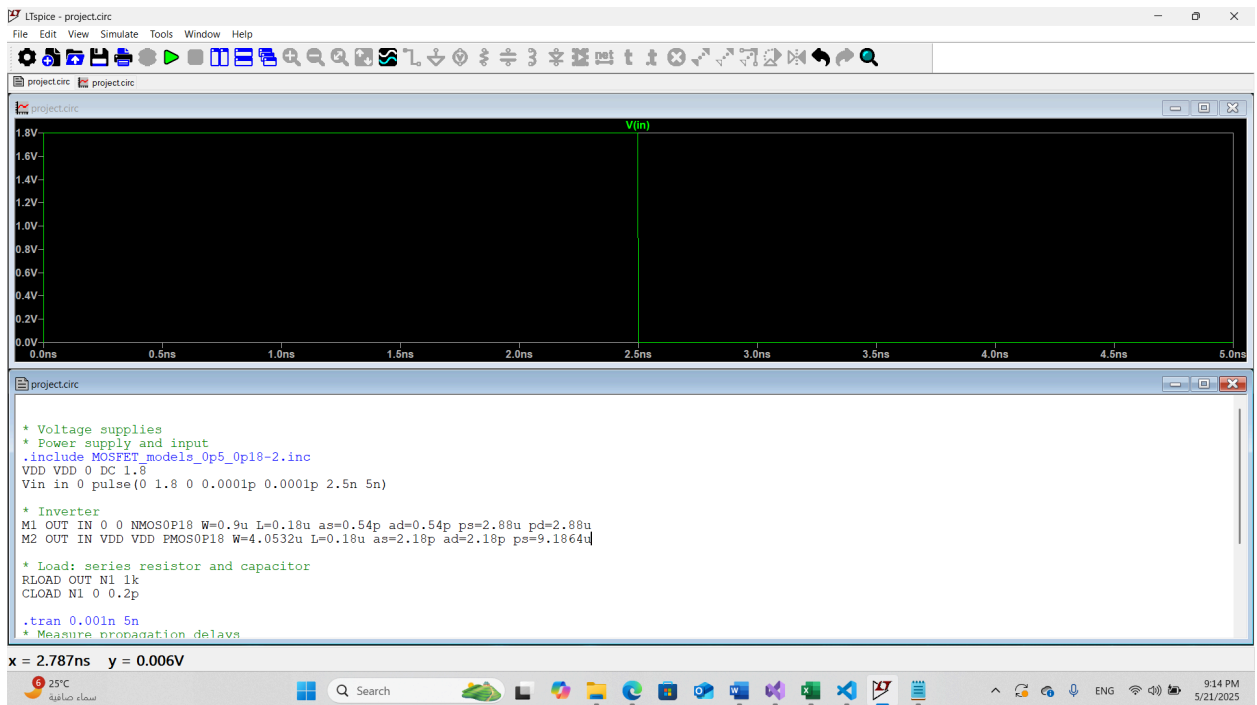 LTspice - project.circ
File Edit View Simulate Tools Window Help
project.circ project.circ
project.circ
V(in)
1.8V
1.6V
1.4V
1.2V
1.0V
0.8V
0.6V
0.4V
0.2V
0.0V
0.0ns 0.5ns 1.0ns 1.5ns 2.0ns 2.5ns 3.0ns 3.5ns 4.0ns 4.5ns 5.0ns
project.circ
* Voltage supplies
* Power supply and input
.include MOSFET_models_0p5_0p18-2.inc
VDD VDD 0 DC 1.8
Vin in 0 pulse(0 1.8 0 0.0001p 0.0001p 2.5n 5n)
* Inverter
M1 OUT IN 0 0 NMOS0P18 W=0.9u L=0.18u as=0.54p ad=0.54p ps=2.88u pd=2.88u
M2 OUT IN VDD VDD PMOS0P18 W=4.0532u L=0.18u as=2.18p ad=2.18p ps=9.1864u
* Load: series resistor and capacitor
RLOAD OUT N1 1k
CLOAD N1 0 0.2p
.tran 0.001n 5n
* Measure propagation delays
x = 2.787ns y = 0.006V
6
25°C
سماء صافية
Search
ENG
9:14 PM
5/21/2025